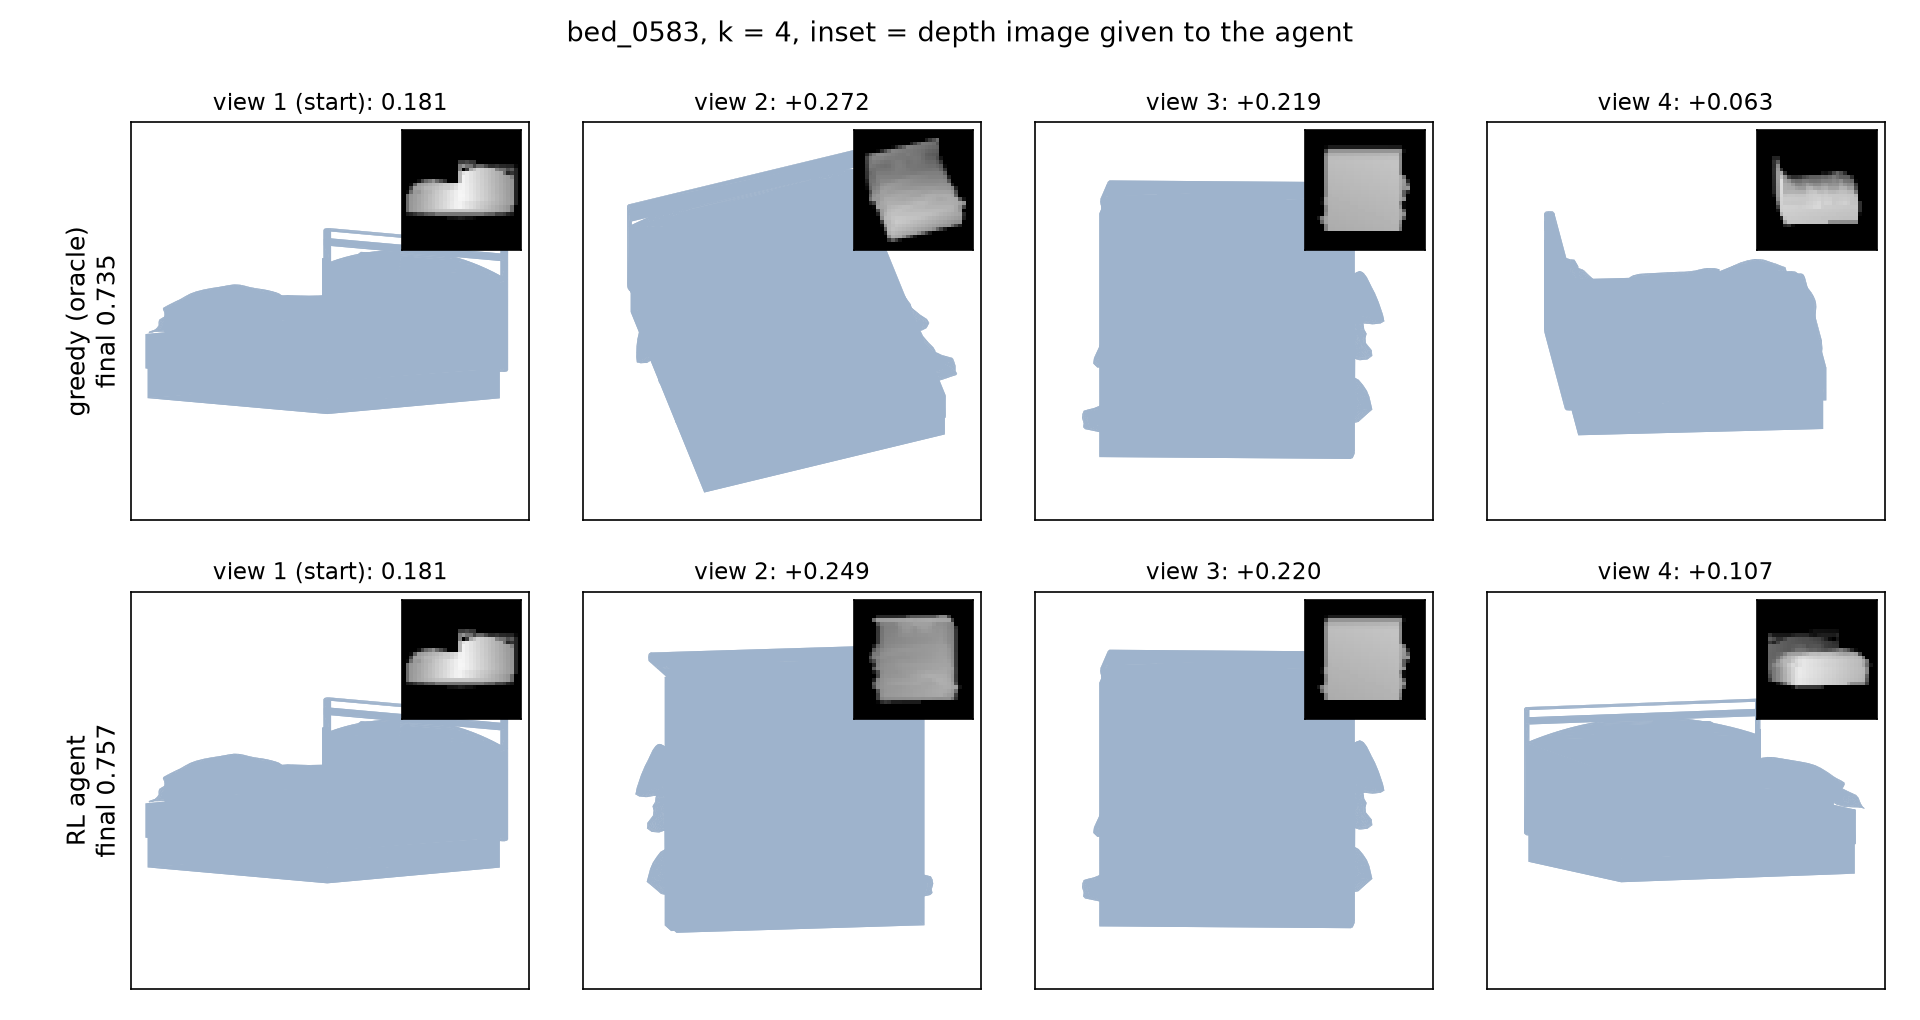 bed_0583, k = 4, inset = depth image given to the agent
view 1 (start): 0.181
view 2: +0.272
view 3: +0.219
view 4: +0.063
greedy (oracle)
final 0.735
view 1 (start): 0.181
view 2: +0.249
view 3: +0.220
view 4: +0.107
RL agent
final 0.757